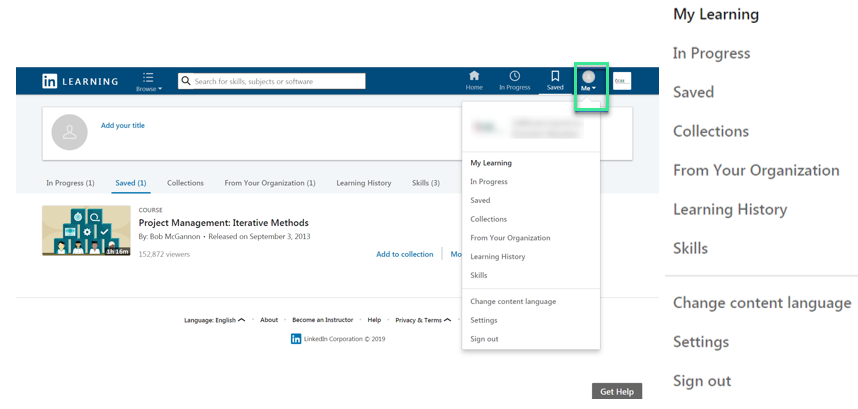 in LEARNING
Browse
Search for skills, subjects or software
Home
In Progress
Saved
Me
Add your title
In Progress (1)
Saved (1)
Collections
From Your Organization (1)
Learning History
Skills (3)
1h 16m
COURSE
Project Management: Iterative Methods
By: Bob McGannon • Released on September 3, 2013
152,872 viewers
Add to collection
My Learning
In Progress
Saved
Collections
From Your Organization
Learning History
Skills
Change content language
Settings
Sign out
Language: English
About
Become an Instructor
Help
Privacy & Terms
in LinkedIn Corporation © 2019
Get Help
My Learning
In Progress
Saved
Collections
From Your Organization
Learning History
Skills
Change content language
Settings
Sign out